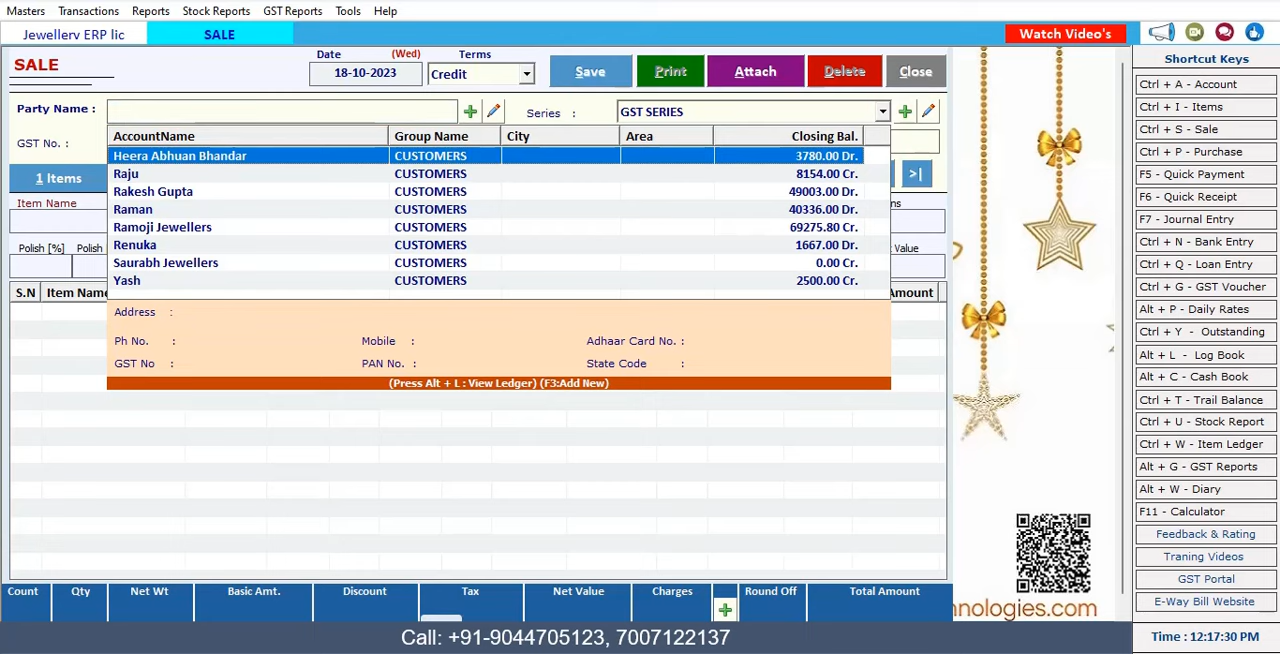 Masters Transactions Reports Stock Reports GST Reports Tools Help
Jewellery ERP lic SALE Watch Video's
SALE
Date (Wed) Terms
18-10-2023 Credit Save Print Attach Delete Close
Party Name : Series : GST SERIES
GST No. :
AccountName Group Name City Area Closing Bal.
Heera Abhuan Bhandar CUSTOMERS 3780.00 Dr.
Raju CUSTOMERS 8154.00 Cr.
Rakesh Gupta CUSTOMERS 49003.00 Dr.
Raman CUSTOMERS 40336.00 Dr.
Ramoji Jewellers CUSTOMERS 69275.80 Cr.
Renuka CUSTOMERS 1667.00 Dr.
Saurabh Jewellers CUSTOMERS 0.00 Cr.
Yash CUSTOMERS 2500.00 Cr.
1 Items >|
Item Name ns
Polish [%] Polish Value
S.N Item Name Amount
Address :
Ph No. : Mobile : Adhaar Card No. :
GST No : PAN No. : State Code :
(Press Alt + L : View Ledger) (F3:Add New)
Count Qty Net Wt Basic Amt. Discount Tax Net Value Charges Round Off Total Amount
Call: +91-9044705123, 7007122137
nologies.com
Shortcut Keys
Ctrl + A - Account
Ctrl + I - Items
Ctrl + S - Sale
Ctrl + P - Purchase
F5 - Quick Payment
F6 - Quick Receipt
F7 - Journal Entry
Ctrl + N - Bank Entry
Ctrl + Q - Loan Entry
Ctrl + G - GST Voucher
Alt + P - Daily Rates
Ctrl + Y - Outstanding
Alt + L - Log Book
Alt + C - Cash Book
Ctrl + T - Trail Balance
Ctrl + U - Stock Report
Ctrl + W - Item Ledger
Alt + G - GST Reports
Alt + W - Diary
F11 - Calculator
Feedback & Rating
Traning Videos
GST Portal
E-Way Bill Website
Time : 12:17:30 PM